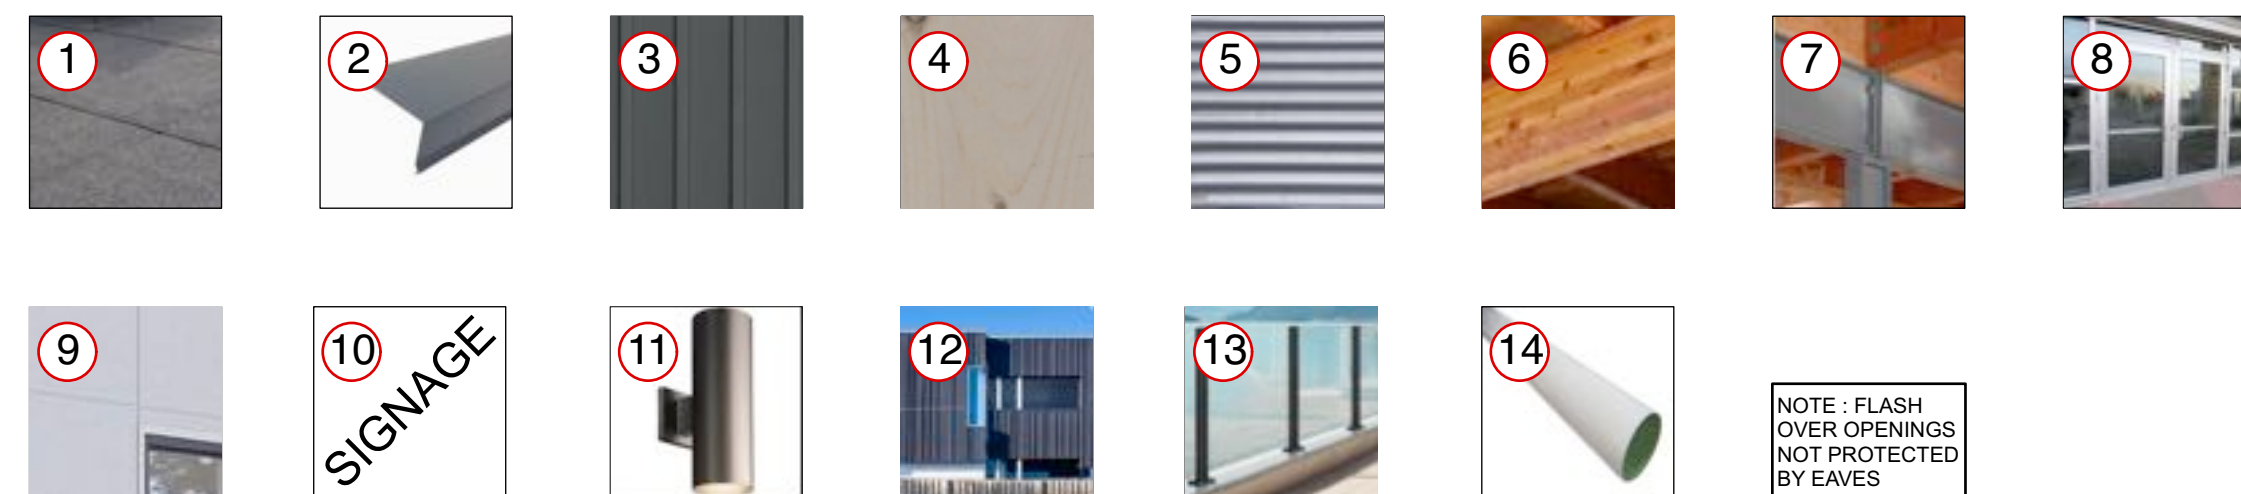 1
2
3
4
5
6
7
8
9
10
SIGNAGE
11
12
13
14
NOTE : FLASH
OVER OPENINGS
NOT PROTECTED
BY EAVES